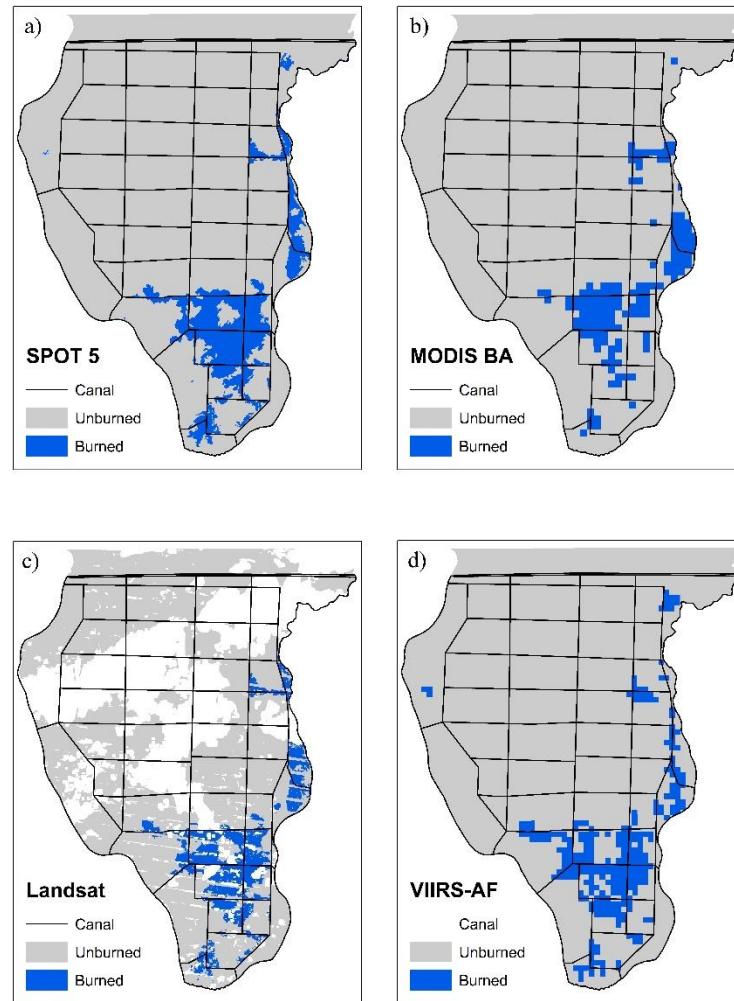 a)
SPOT 5
Canal
Unburned
Burned
b)
MODIS BA
Canal
Unburned
Burned
c)
Landsat
Canal
Unburned
Burned
d)
VIIRS-AF
Canal
Unburned
Burned